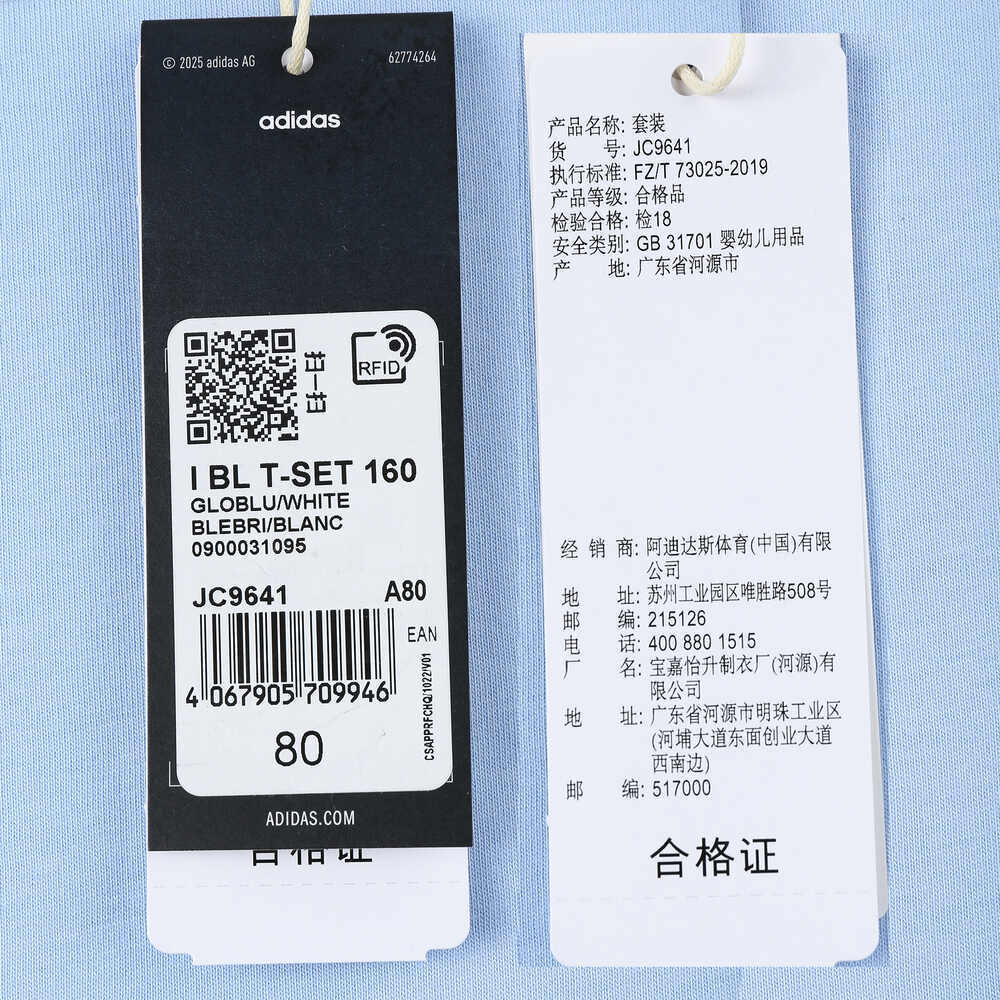 © 2025 adidas AG
62774264
adidas
RFID
I BL T-SET 160
GLOBLU/WHITE
BLEBRI/BLANC
0900031095
JC9641 A80
EAN
4 067905 709946
CSAPPRFCHQ/1022/V01
80
ADIDAS.COM
合格证
产品名称: 套装
货 号: JC9641
执行标准: FZ/T 73025-2019
产品等级: 合格品
检验合格: 检18
安全类别: GB 31701 婴幼儿用品
产 地: 广东省河源市
经 销 商: 阿迪达斯体育(中国)有限
公司
地 址: 苏州工业园区唯胜路508号
邮 编: 215126
电 话: 400 880 1515
厂 名: 宝嘉怡升制衣厂(河源)有
限公司
地 址: 广东省河源市明珠工业区
(河埔大道东面创业大道
西南边)
邮 编: 517000
合格证